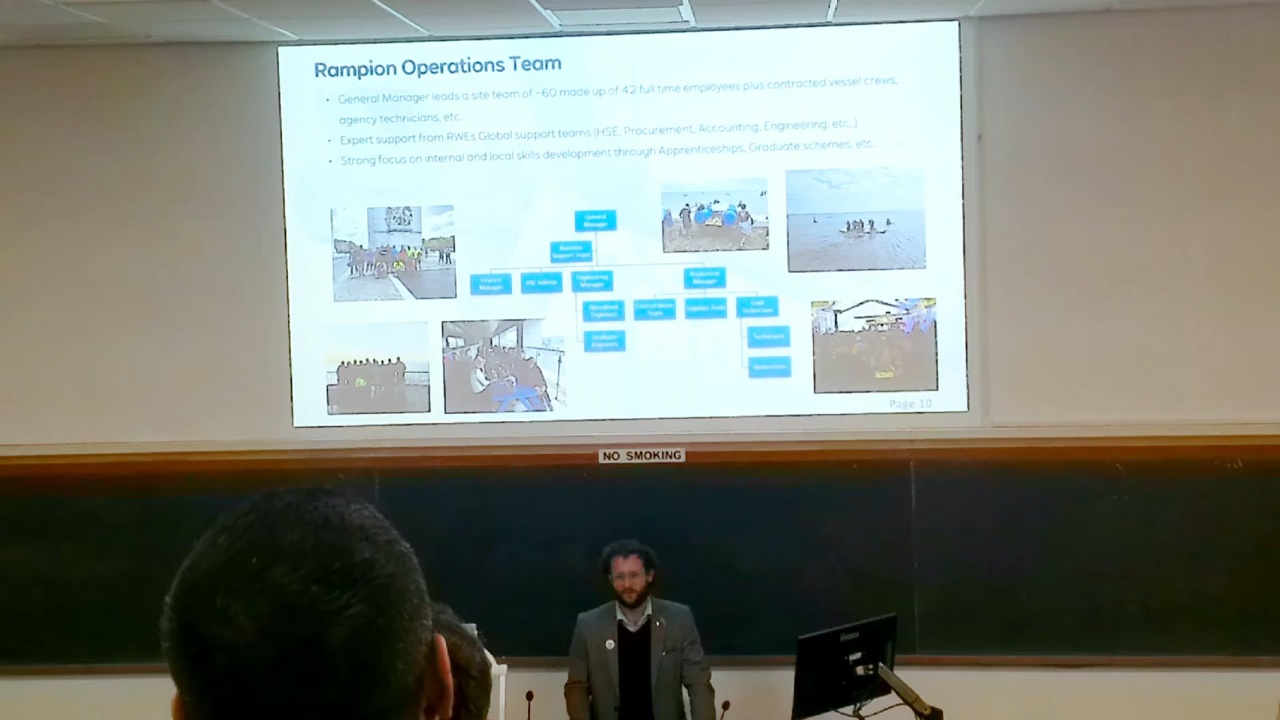 Rampion Operations Team
• General Manager leads a site team of ~60 made up of 42 full time employees plus contracted vessel crews,
agency technicians, etc..
• Expert support from RWEs Global support teams (HSE, Procurement, Accounting, Engineering, etc..)
• Strong focus on internal and local skills development through Apprenticeships, Graduate schemes, etc..
General
Manager
Business
Support Team
Finance
Manager
HSE Advisor
Engineering
Manager
Production
Manager
Operational
Engineers
Control Room
Team
Logistics Team
Lead
Technicians
Graduate
Engineers
Technicians
Apprentices
Page 10
NO SMOKING